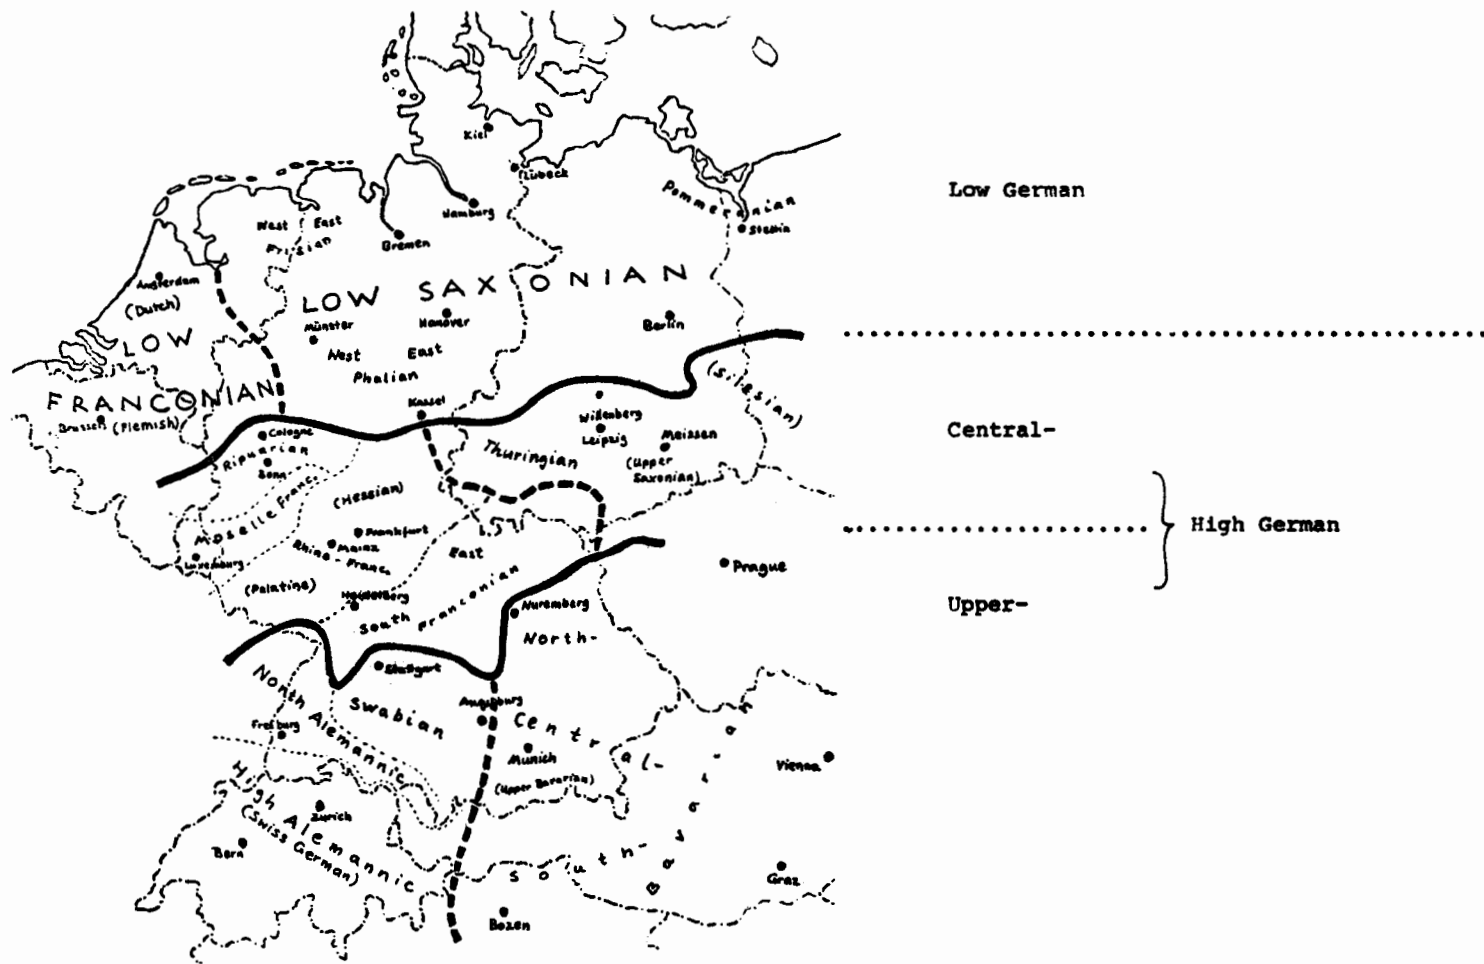 Kiel
Lübeck
Pommeranian
Hamburg
Stettin
West East
Frisian
Bremen
Amsterdam
(Dutch)
LOW SAXONIAN
Münster
Hanover
Berlin
LOW
FRANCONIAN
West East
Phalian
Brussels (Flemish)
Kassel
(Silesian)
Cologne
Ripuarian
Bonn
Wittenberg
Leipzig
Meissen
(Upper
Saxonian)
Thuringian
Moselle Franc.
(Hessian)
Frankfurt
Mainz
Rhine-Franc.
Luxemburg
(Palatine)
Heidelberg
East
South Franconian
Prague
Nuremberg
North-
Stuttgart
North Alemannic
Swabian
Augsburg
Freiburg
Central-
Munich
(Upper Bavarian)
Bavarian
Vienna
High Alemannic
(Swiss German)
Zurich
Bern
South-
Graz
Bozen
Low German
Central-
High German
Upper-